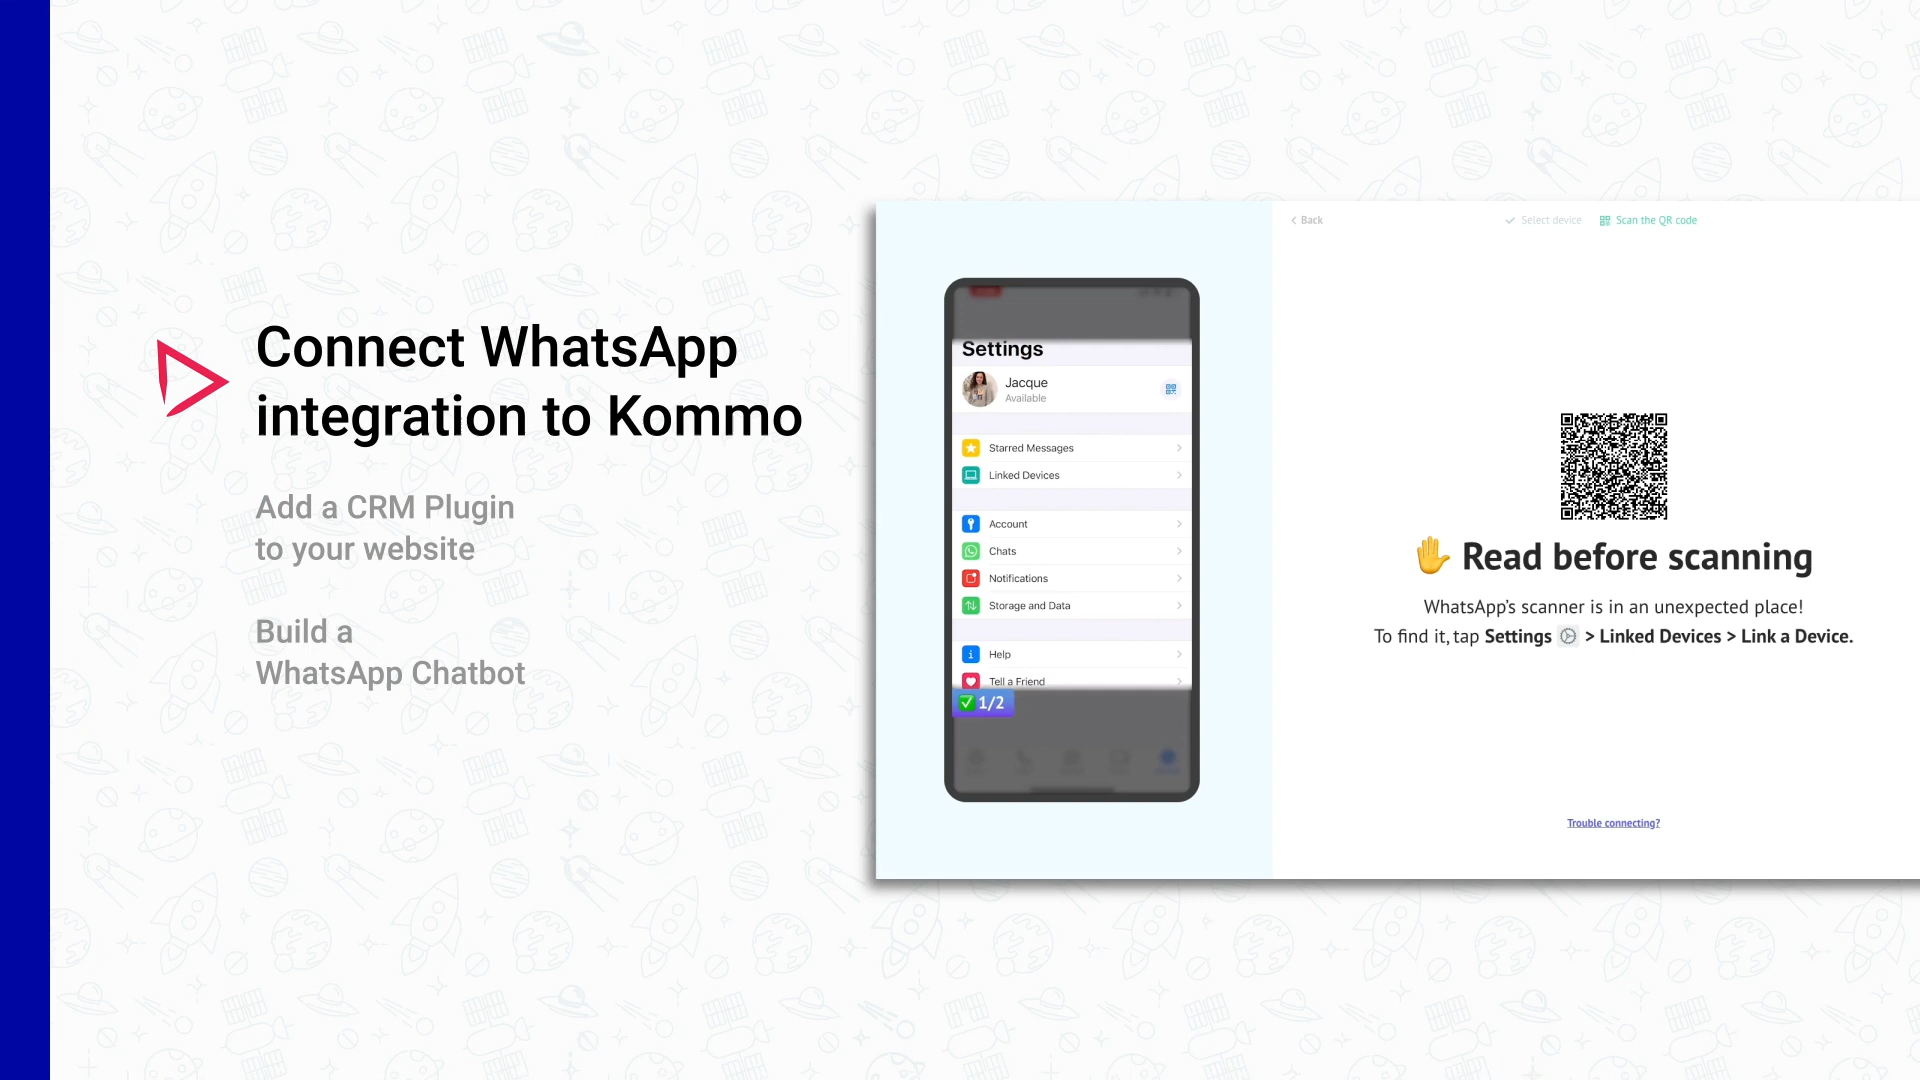 Connect WhatsApp
integration to Kommo
Add a CRM Plugin
to your website
Build a
WhatsApp Chatbot
Settings
Jacque
Available
Starred Messages
Linked Devices
Account
Chats
Notifications
Storage and Data
Help
Tell a Friend
1/2
Back
Select device
Scan the QR code
Read before scanning
WhatsApp’s scanner is in an unexpected place!
To find it, tap Settings > Linked Devices > Link a Device.
Trouble connecting?